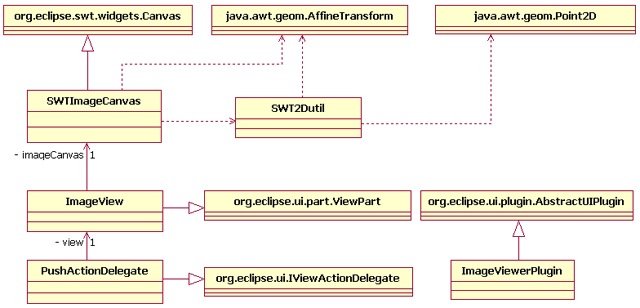 org.eclipse.swt.widgets.Canvas
java.awt.geom.AffineTransform
java.awt.geom.Point2D
SWTImageCanvas
SWT2Dutil
- imageCanvas 1
ImageView
org.eclipse.ui.part.ViewPart
org.eclipse.ui.plugin.AbstractUIPlugin
- view 1
PushActionDelegate
org.eclipse.ui.IViewActionDelegate
ImageViewerPlugin